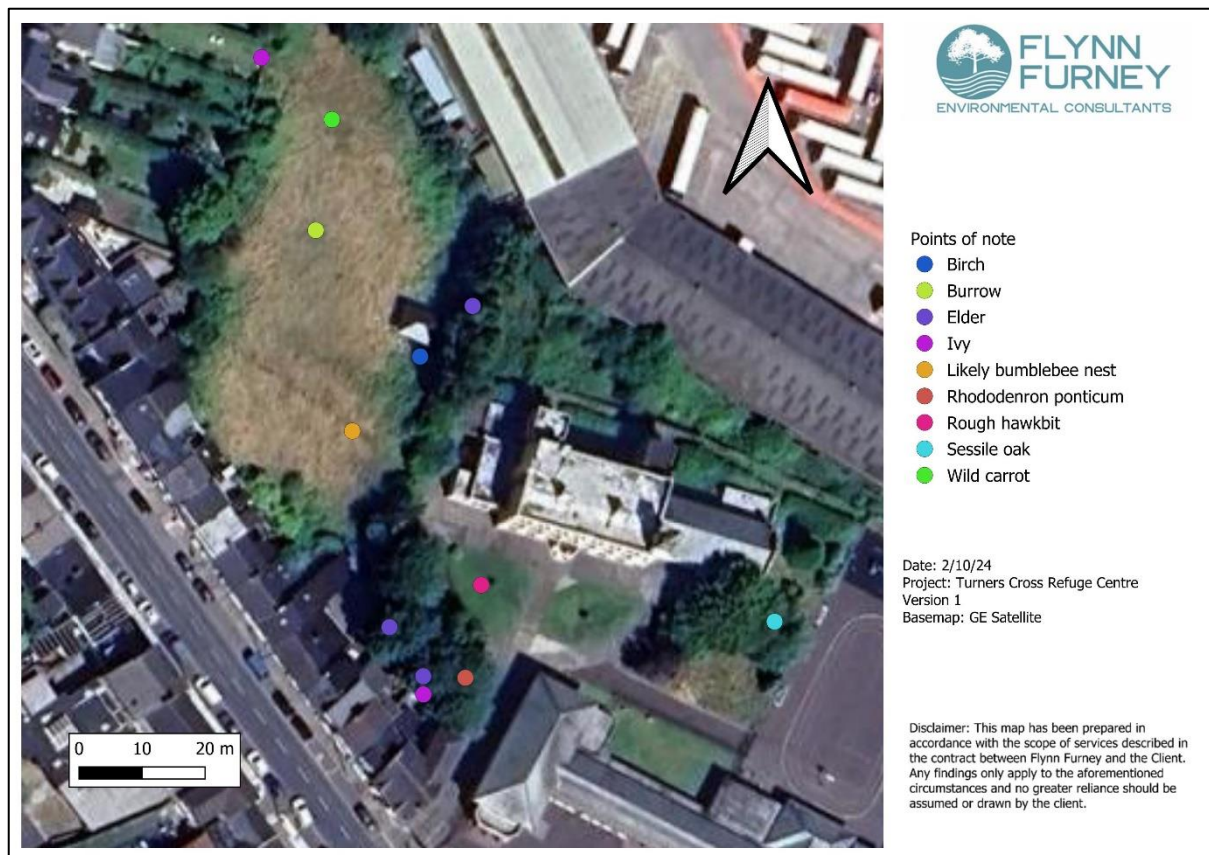 FLYNN
FURNEY
ENVIRONMENTAL CONSULTANTS
Points of note
Birch
Burrow
Elder
Ivy
Likely bumblebee nest
Rhododenron ponticum
Rough hawkbit
Sessile oak
Wild carrot
Date: 2/10/24
Project: Turners Cross Refuge Centre
Version 1
Basemap: GE Satellite
0 10 20 m
Disclaimer: This map has been prepared in
accordance with the scope of services described in
the contract between Flynn Furney and the Client.
Any findings only apply to the aforementioned
circumstances and no greater reliance should be
assumed or drawn by the client.